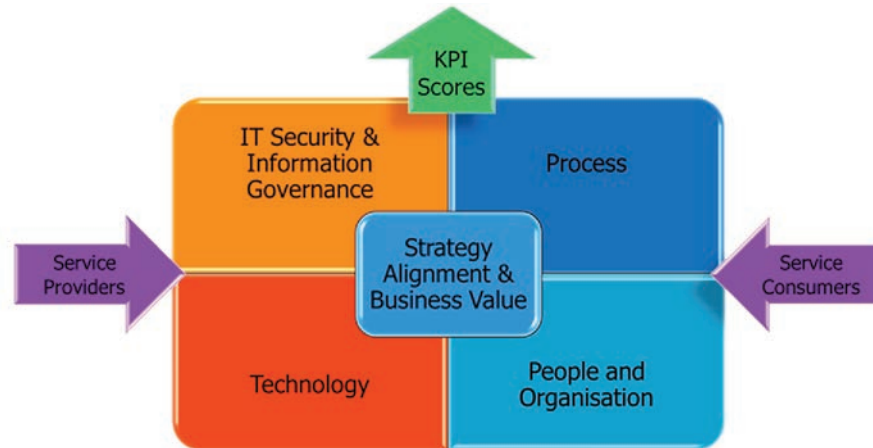 KPI
Scores
IT Security &
Information
Governance
Process
Service
Providers
Strategy
Alignment &
Business Value
Service
Consumers
Technology
People and
Organisation